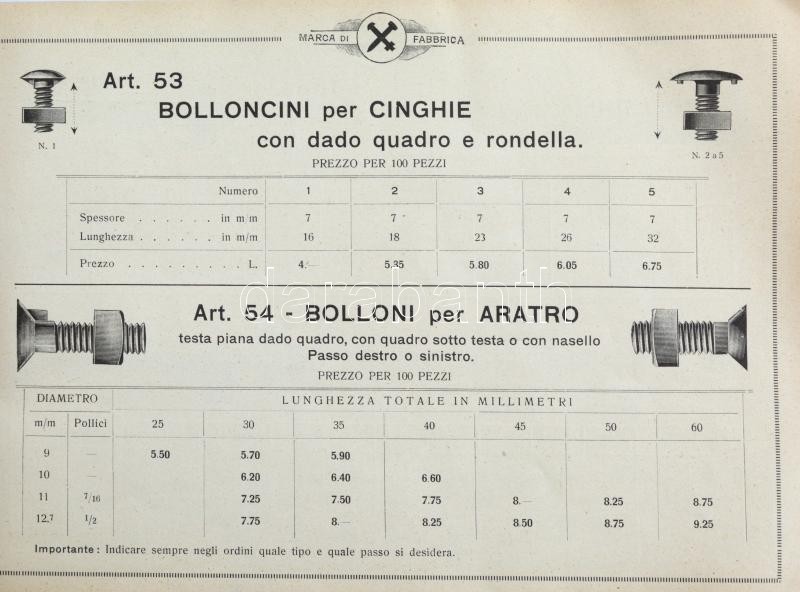 MARCA DI FABBRICA
Art. 53
BOLLONCINI per CINGHIE
con dado quadro e rondella.
PREZZO PER 100 PEZZI
N. 1
N. 2 a 5
Numero 1 2 3 4 5
Spessore . . . . . . in m/m 7 7 7 7 7
Lunghezza . . . . . . in m/m 16 18 23 26 32
Prezzo . . . . . . . . . L. 4.— 5.35 5.80 6.05 6.75
darabanth
Art. 54 - BOLLONI per ARATRO
testa piana dado quadro, con quadro sotto testa o con nasello
Passo destro o sinistro.
PREZZO PER 100 PEZZI
DIAMETRO LUNGHEZZA TOTALE IN MILLIMETRI
m/m Pollici 25 30 35 40 45 50 60
9 — 5.50 5.70 5.90
10 — 6.20 6.40 6.60
11 7/16 7.25 7.50 7.75 8.— 8.25 8.75
12.7 1/2 7.75 8.— 8.25 8.50 8.75 9.25
Importante : Indicare sempre negli ordini quale tipo e quale passo si desidera.